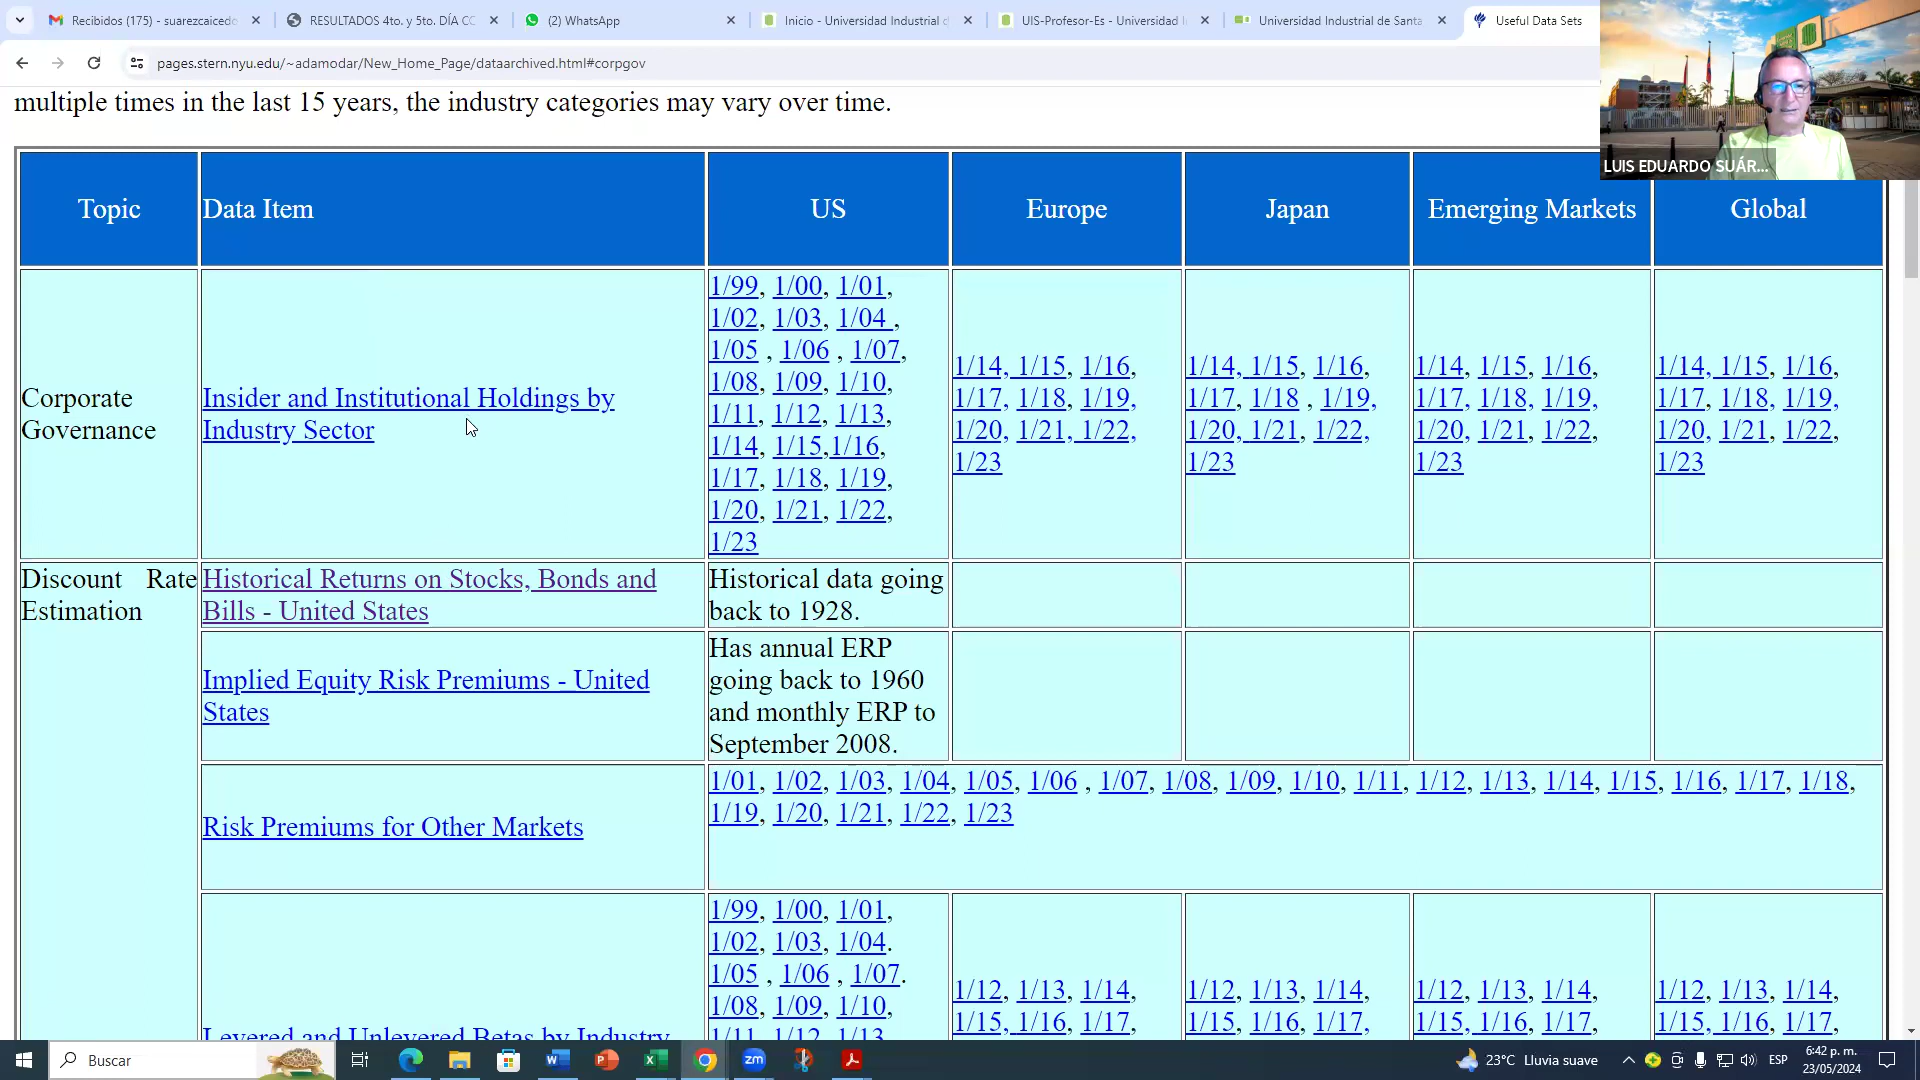 Recibidos (175) - suarezcaicedo
RESULTADOS 4to. y 5to. DÍA CC
(2) WhatsApp
Inicio - Universidad Industrial d
UIS-Profesor-Es - Universidad I
Universidad Industrial de Santa
Useful Data Sets
pages.stern.nyu.edu/~adamodar/New_Home_Page/dataarchived.html#corpgov
LUIS EDUARDO SUÁR...
multiple times in the last 15 years, the industry categories may vary over time.
Topic Data Item US Europe Japan Emerging Markets Global
Corporate
Governance
Insider and Institutional Holdings by
Industry Sector
1/99, 1/00, 1/01,
1/02, 1/03, 1/04 ,
1/05 , 1/06 , 1/07,
1/08, 1/09, 1/10,
1/11, 1/12, 1/13,
1/14, 1/15,1/16,
1/17, 1/18, 1/19,
1/20, 1/21, 1/22,
1/23
1/14, 1/15, 1/16,
1/17, 1/18, 1/19,
1/20, 1/21, 1/22,
1/23
1/14, 1/15, 1/16,
1/17, 1/18 , 1/19,
1/20, 1/21, 1/22,
1/23
1/14, 1/15, 1/16,
1/17, 1/18, 1/19,
1/20, 1/21, 1/22,
1/23
1/14, 1/15, 1/16,
1/17, 1/18, 1/19,
1/20, 1/21, 1/22,
1/23
Discount Rate
Estimation
Historical Returns on Stocks, Bonds and
Bills - United States
Historical data going
back to 1928.
Implied Equity Risk Premiums - United
States
Has annual ERP
going back to 1960
and monthly ERP to
September 2008.
Risk Premiums for Other Markets
1/01, 1/02, 1/03, 1/04, 1/05, 1/06 , 1/07, 1/08, 1/09, 1/10, 1/11, 1/12, 1/13, 1/14, 1/15, 1/16, 1/17, 1/18,
1/19, 1/20, 1/21, 1/22, 1/23
Levered and Unlevered Betas by Industry
1/99, 1/00, 1/01,
1/02, 1/03, 1/04.
1/05 , 1/06 , 1/07.
1/08, 1/09, 1/10,
1/11, 1/12, 1/13,
1/12, 1/13, 1/14,
1/15, 1/16, 1/17,
1/12, 1/13, 1/14,
1/15, 1/16, 1/17,
1/12, 1/13, 1/14,
1/15, 1/16, 1/17,
1/12, 1/13, 1/14,
1/15, 1/16, 1/17,
Buscar
zm
23°C Lluvia suave
ESP
6:42 p. m.
23/05/2024